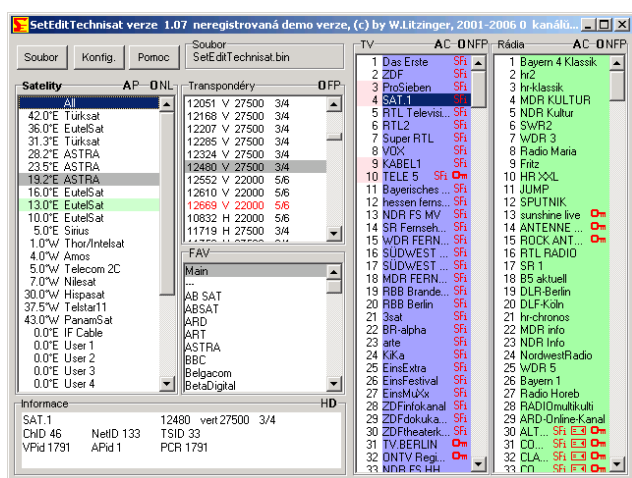 SetEditTechnisat verze 1.07 neregistrovaná demo verze, (c) by W.Litzinger, 2001-2006 0 kanálů...
Soubor Konfig. Pomoc
Soubor
SetEditTechnisat.bin
Satelity AP ONL
All
42.0°E Türksat
36.0°E EutelSat
31.3°E Türksat
28.2°E ASTRA
23.5°E ASTRA
19.2°E ASTRA
16.0°E EutelSat
13.0°E EutelSat
10.0°E EutelSat
5.0°E Sirius
1.0°W Thor/Intelsat
4.0°W Amos
5.0°W Telecom 2C
7.0°W Nilesat
30.0°W Hispasat
37.5°W Telstar11
43.0°W PanamSat
0.0°E IF Cable
0.0°E User 1
0.0°E User 2
0.0°E User 3
0.0°E User 4
Transpondéry OFP
12051 V 27500 3/4
12168 V 27500 3/4
12207 V 27500 3/4
12285 V 27500 3/4
12324 V 27500 3/4
12480 V 27500 3/4
12552 V 22000 5/6
12610 V 22000 5/6
12669 V 22000 5/6
10832 H 22000 5/6
11719 H 27500 3/4
FAV
Main
---
AB SAT
ABSAT
ARD
ART
ASTRA
BBC
Belgacom
BetaDigital
Informace HD
SAT.1 12480 vert 27500 3/4
ChID 46 NetID 133 TSID 33
VPid 1791 APid 1 PCR 1791
TV AC ONFP
1 Das Erste SFi
2 ZDF SFi
3 ProSieben SFi
4 SAT.1 SFi
5 RTL Televisi... SFi
6 RTL2 SFi
7 Super RTL SFi
8 VOX SFi
9 KABEL1 SFi
10 TELE 5 SFi
11 Bayerisches ... SFi
12 hessen ferns... SFi
13 NDR FS MV SFi
14 SR Fernseh... SFi
15 WDR FERN... SFi
16 SÜDWEST ... SFi
17 SÜDWEST ... SFi
18 MDR FERN... SFi
19 RBB Brande... SFi
20 RBB Berlin SFi
21 3sat SFi
22 BR-alpha SFi
23 arte SFi
24 KiKa SFi
25 EinsExtra SFi
26 EinsFestival SFi
27 EinsMuXx SFi
28 ZDFinfokanal SFi
29 ZDFdokuka... SFi
30 ZDFtheaterk... SFi
31 TV.BERLIN
32 ONTV Regi...
33 NDR FS HH
Rádia AC ONFP
1 Bayern 4 Klassik
2 hr2
3 hr-klassik
4 MDR KULTUR
5 NDR Kultur
6 SWR2
7 WDR 3
8 Radio Maria
9 Fritz
10 HR XXL
11 JUMP
12 SPUTNIK
13 sunshine live
14 ANTENNE ...
15 ROCK ANT...
16 RTL RADIO
17 SR 1
18 B5 aktuell
19 DLR-Berlin
20 DLF-Köln
21 hr-chronos
22 MDR info
23 NDR Info
24 NordwestRadio
25 WDR 5
26 Bayern 1
27 Radio Horeb
28 RADIOmultikulti
29 ARD-Online-Kanal
30 ALT... SFi
31 CO... SFi
32 CLA... SFi
33 CO... SFi